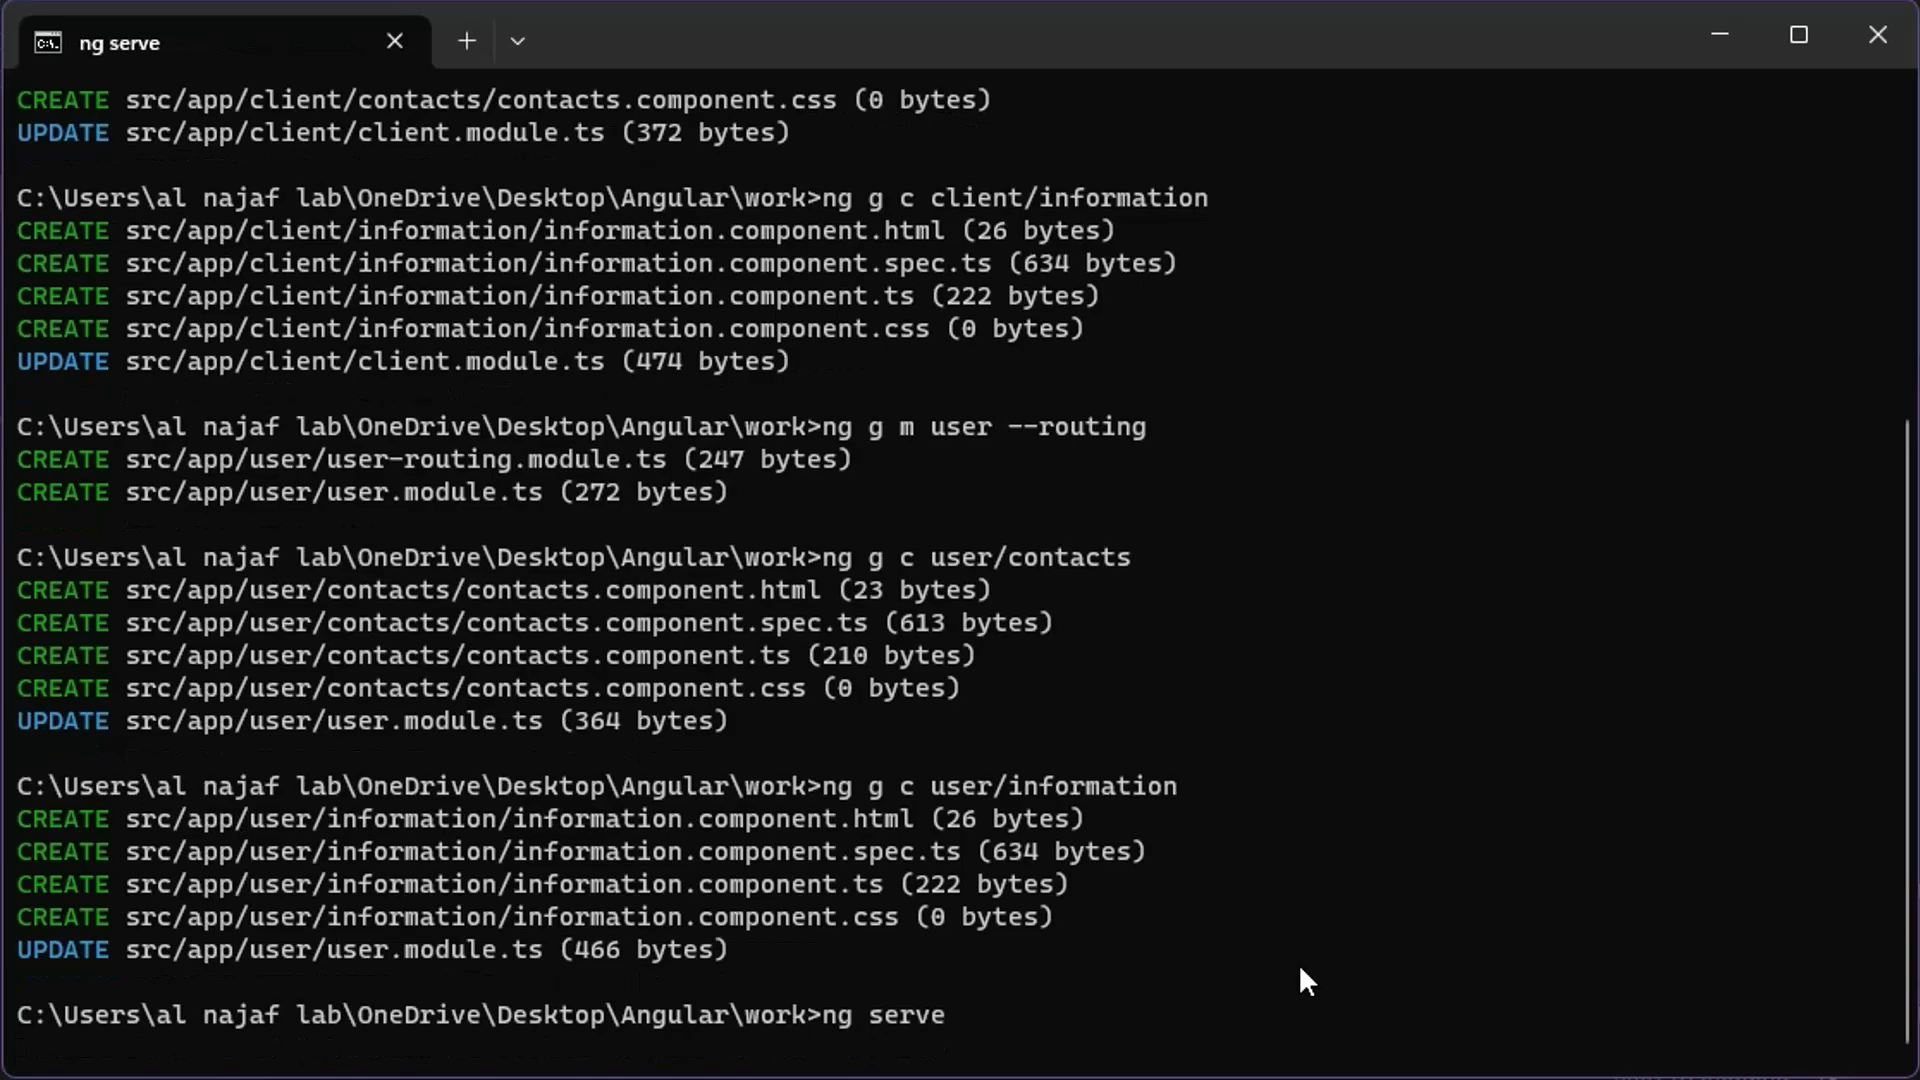 ng serve
CREATE src/app/client/contacts/contacts.component.css (0 bytes)
UPDATE src/app/client/client.module.ts (372 bytes)
C:\Users\al najaf lab\OneDrive\Desktop\Angular\work>ng g c client/information
CREATE src/app/client/information/information.component.html (26 bytes)
CREATE src/app/client/information/information.component.spec.ts (634 bytes)
CREATE src/app/client/information/information.component.ts (222 bytes)
CREATE src/app/client/information/information.component.css (0 bytes)
UPDATE src/app/client/client.module.ts (474 bytes)
C:\Users\al najaf lab\OneDrive\Desktop\Angular\work>ng g m user --routing
CREATE src/app/user/user-routing.module.ts (247 bytes)
CREATE src/app/user/user.module.ts (272 bytes)
C:\Users\al najaf lab\OneDrive\Desktop\Angular\work>ng g c user/contacts
CREATE src/app/user/contacts/contacts.component.html (23 bytes)
CREATE src/app/user/contacts/contacts.component.spec.ts (613 bytes)
CREATE src/app/user/contacts/contacts.component.ts (210 bytes)
CREATE src/app/user/contacts/contacts.component.css (0 bytes)
UPDATE src/app/user/user.module.ts (364 bytes)
C:\Users\al najaf lab\OneDrive\Desktop\Angular\work>ng g c user/information
CREATE src/app/user/information/information.component.html (26 bytes)
CREATE src/app/user/information/information.component.spec.ts (634 bytes)
CREATE src/app/user/information/information.component.ts (222 bytes)
CREATE src/app/user/information/information.component.css (0 bytes)
UPDATE src/app/user/user.module.ts (466 bytes)
C:\Users\al najaf lab\OneDrive\Desktop\Angular\work>ng serve